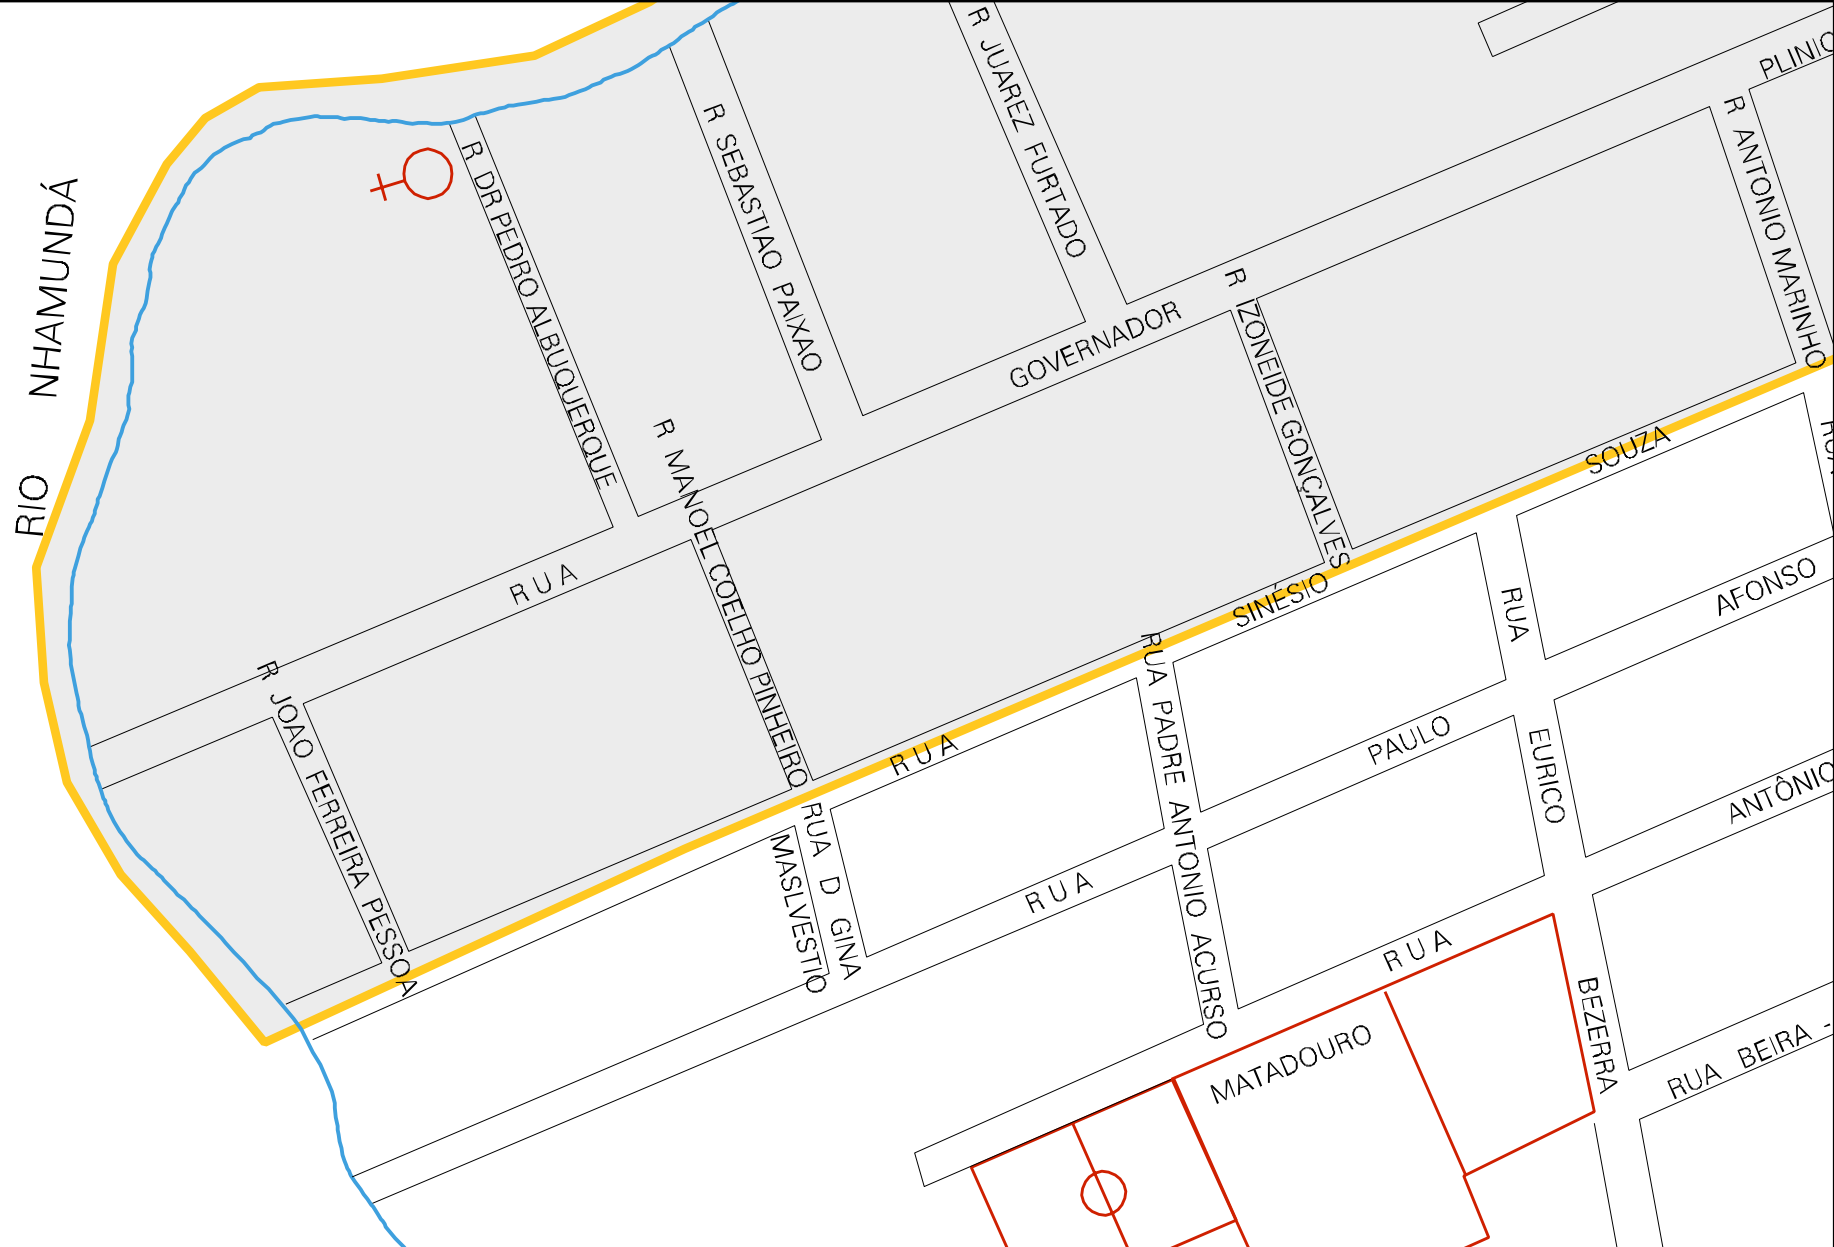 RIO NHAMUNDÁ
R DR PEDRO ALBUQUERQUE
R SEBASTIAO PAIXAO
R JUAREZ FURTADO
R ANTONIO MARINHO
R IZONEIDE GONÇALVES
R MANOEL COELHO PINHEIRO
R JOAO FERREIRA PESSOA
RUA GOVERNADOR PLINIO
RUA SINÉSIO SOUZA
RUA D GINA
MASLVESTIO
RUA PADRE ANTONIO ACURSO
RUA EURICO BEZERRA
RUA PAULO AFONSO
RUA ANTÔNIO
MATADOURO
RUA BEIRA -